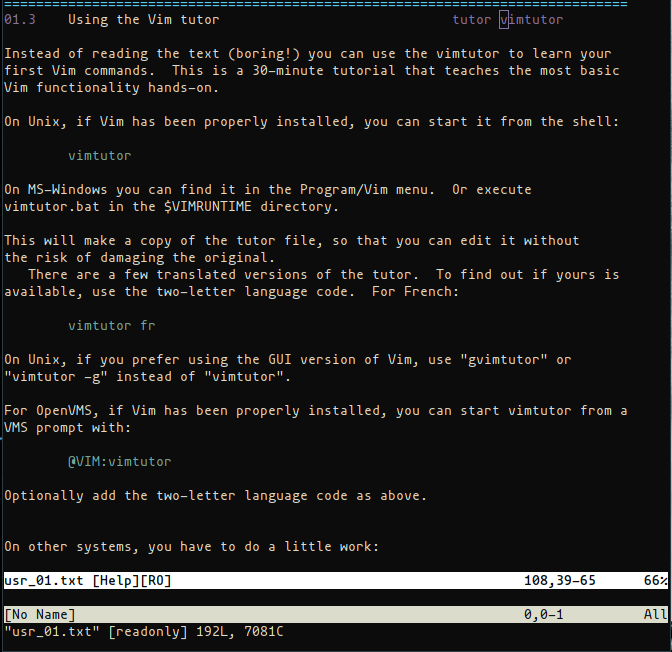 ==============================================================================
01.3    Using the Vim tutor                             tutor vimtutor
Instead of reading the text (boring!) you can use the vimtutor to learn your
first Vim commands.  This is a 30-minute tutorial that teaches the most basic
Vim functionality hands-on.
On Unix, if Vim has been properly installed, you can start it from the shell:
        vimtutor
On MS-Windows you can find it in the Program/Vim menu.  Or execute
vimtutor.bat in the $VIMRUNTIME directory.
This will make a copy of the tutor file, so that you can edit it without
the risk of damaging the original.
   There are a few translated versions of the tutor.  To find out if yours is
available, use the two-letter language code.  For French:
        vimtutor fr
On Unix, if you prefer using the GUI version of Vim, use "gvimtutor" or
"vimtutor -g" instead of "vimtutor".
For OpenVMS, if Vim has been properly installed, you can start vimtutor from a
VMS prompt with:
        @VIM:vimtutor
Optionally add the two-letter language code as above.
On other systems, you have to do a little work:
usr_01.txt [Help][RO]                                            108,39-65      66%
[No Name]                                                        0,0-1          All
"usr_01.txt" [readonly] 192L, 7081C